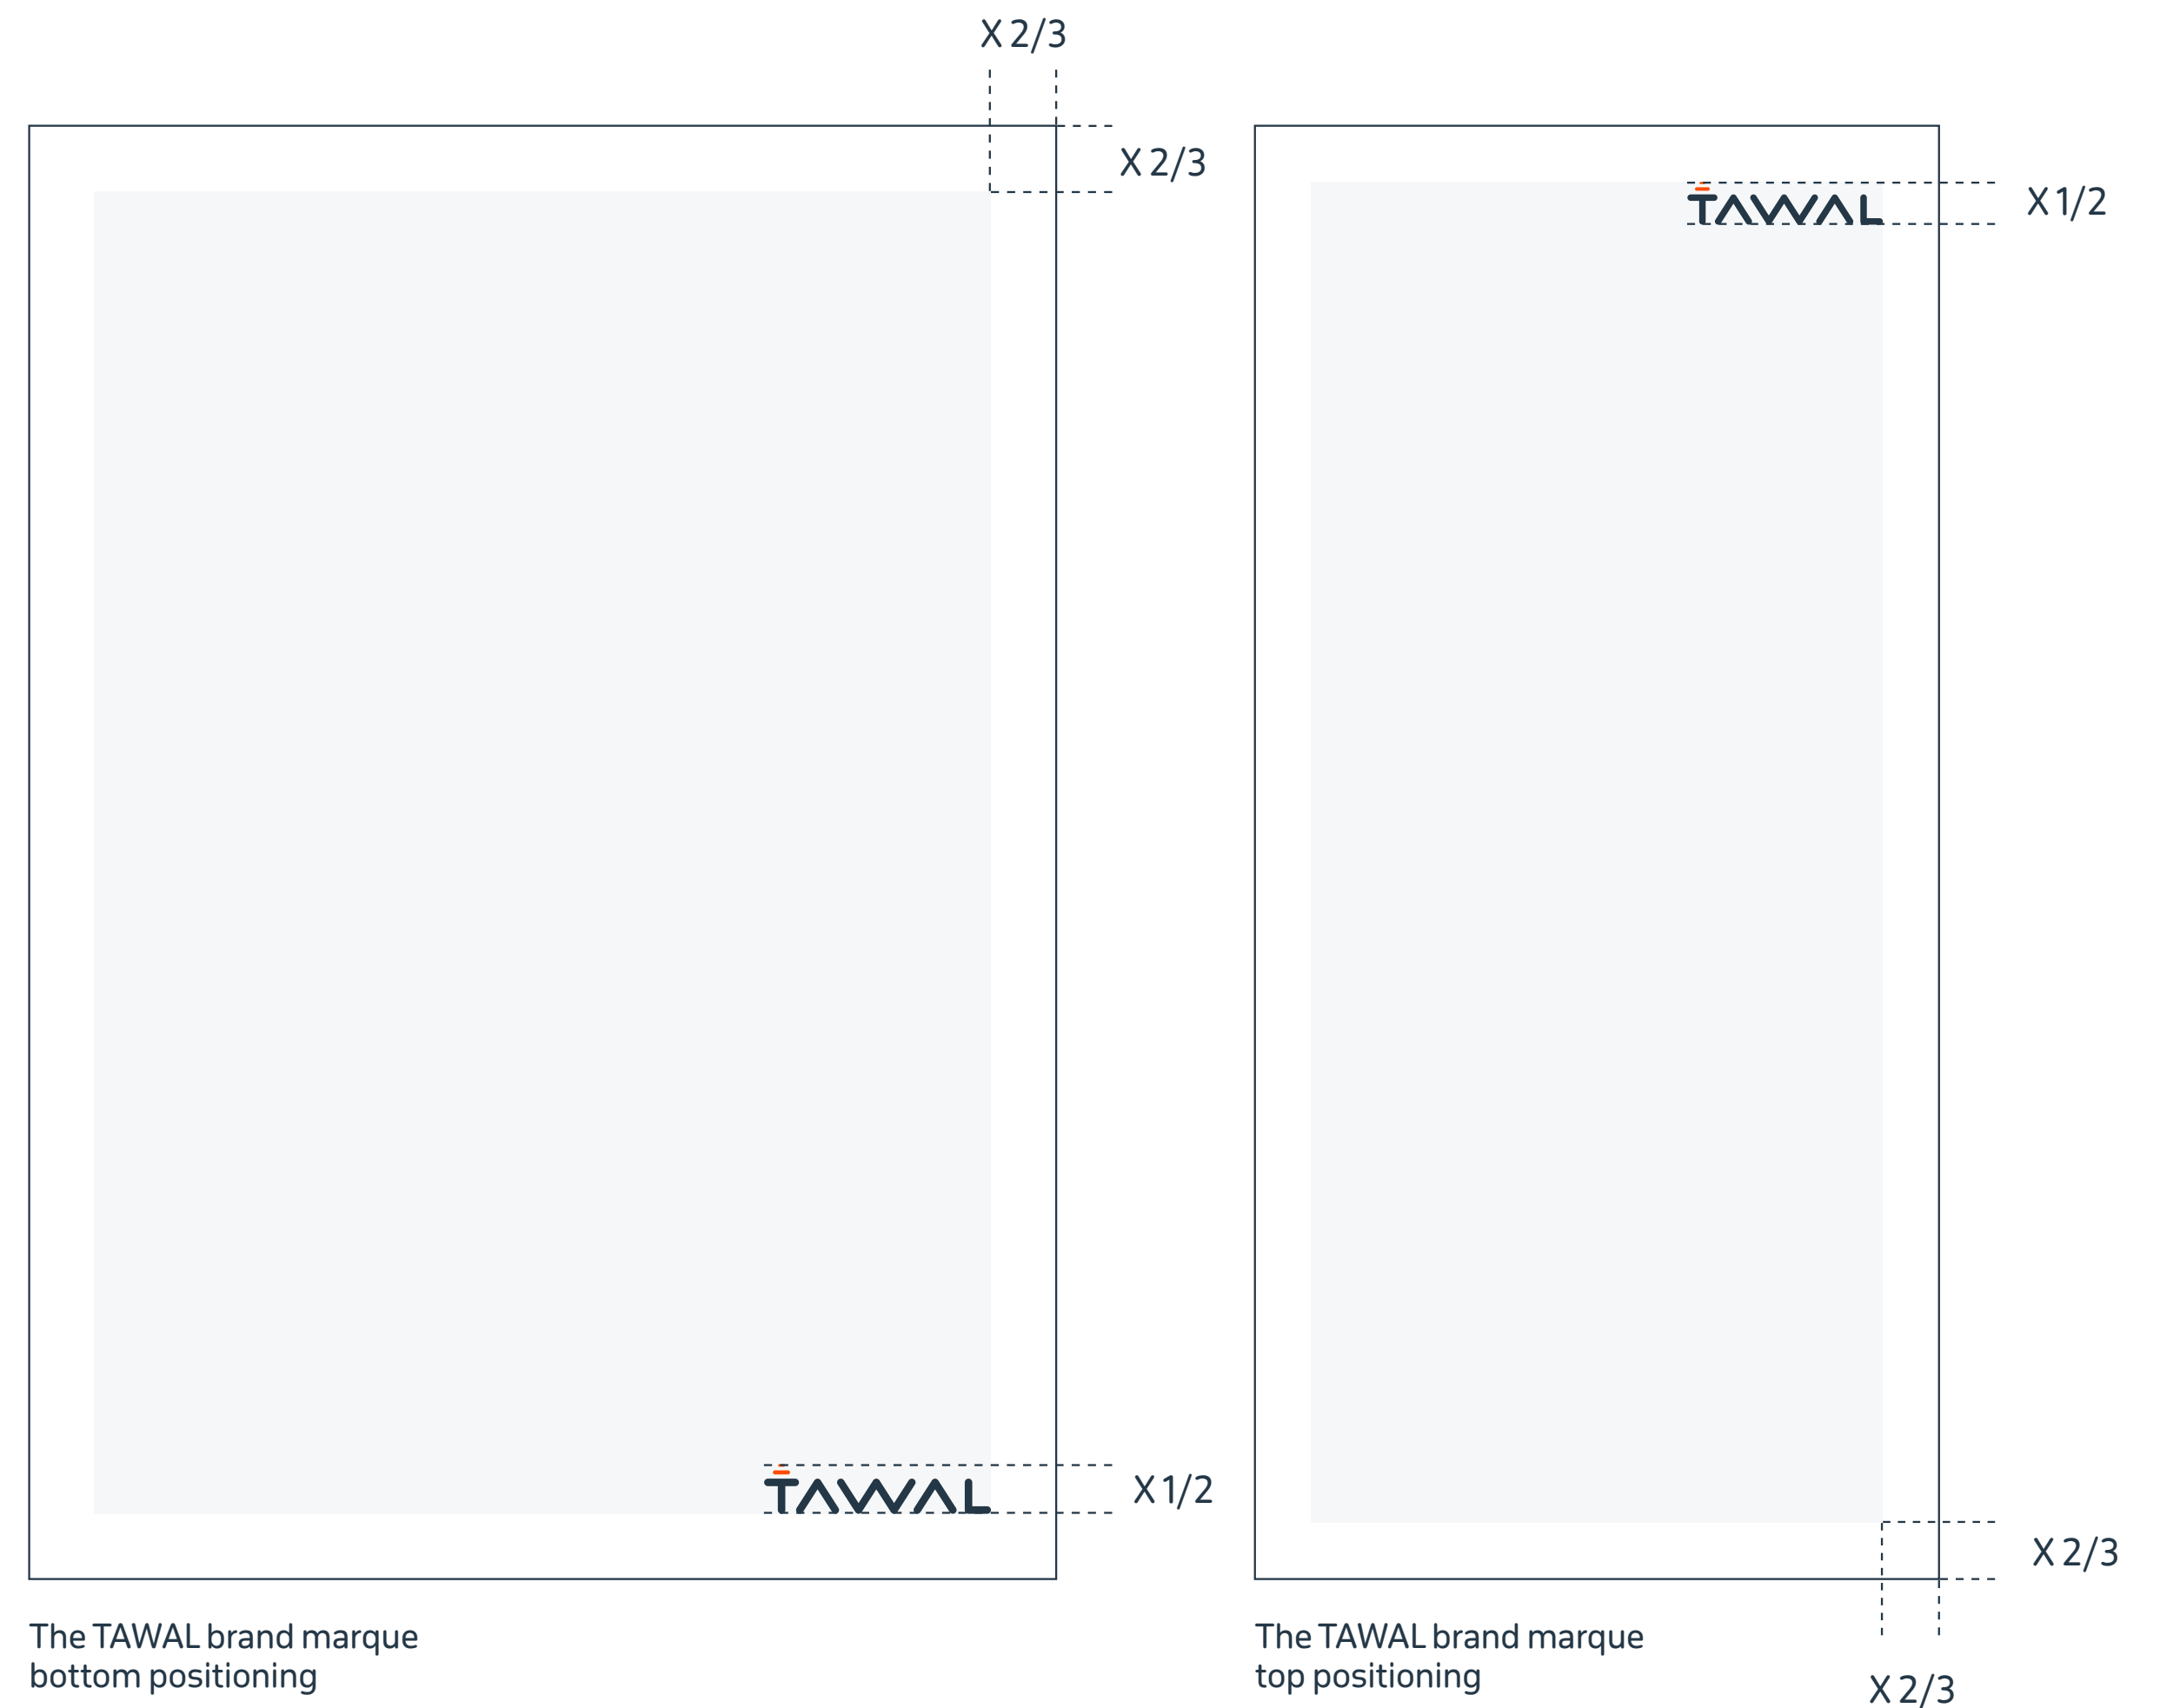 X 2/3
X 2/3
TAWAL
X 1/2
The TAWAL brand marque
bottom positioning
TAWAL
X 1/2
X 2/3
X 2/3
The TAWAL brand marque
top positioning